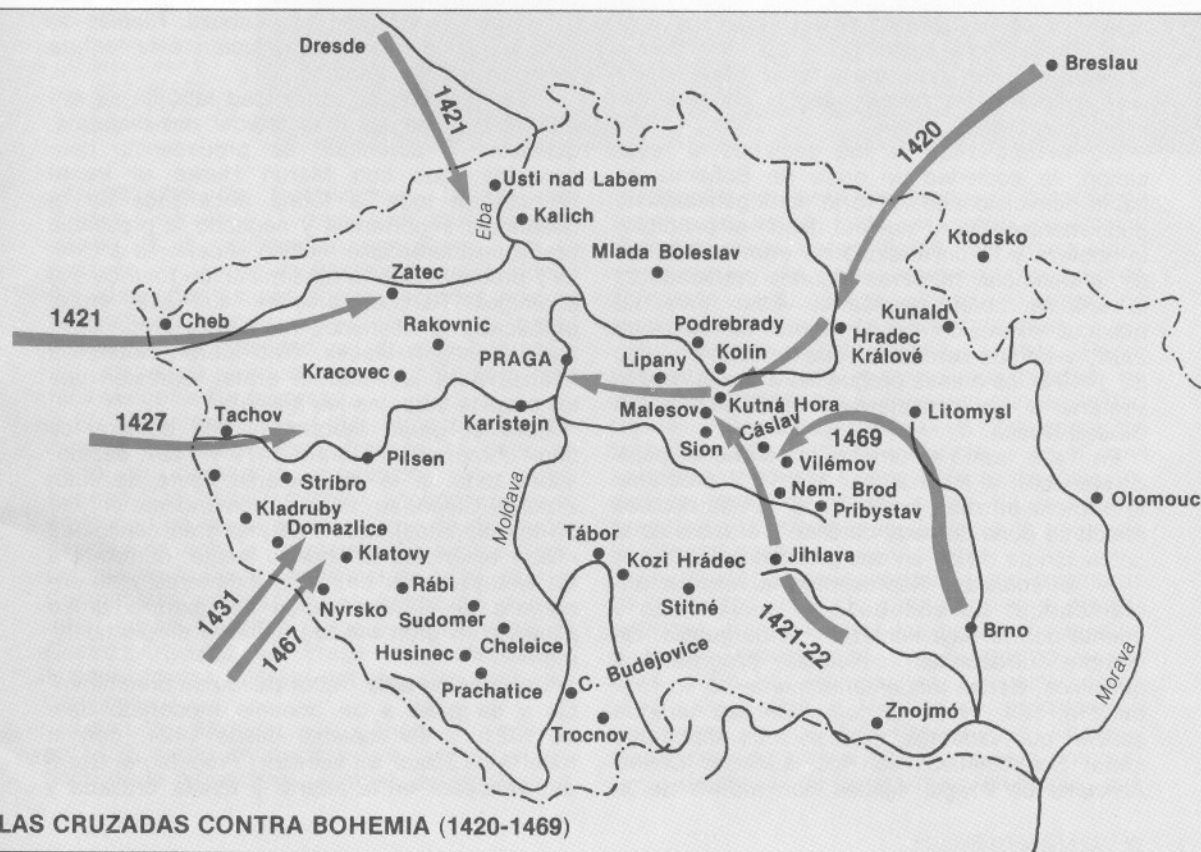 Dresde
Breslau
1421
1420
Usti nad Labem
Elba
Kalich
Ktodsko
Mlada Boleslav
Zatec
1421
Cheb
Kunald
Rakovnic
Podrebrady
Hradec
Králové
PRAGA
Lipany
Kolín
Kracovec
Kutná Hora
Karistejn
Malesov
Litomysl
Tachov
1427
Cáslav
1469
Sion
Pilsen
Vilémov
Stríbro
Nem. Brod
Olomouc
Kladruby
Moldava
Pribystav
Domazlice
Tábor
Klatovy
Kozi Hrádec
Jihlava
Rábi
Stitné
Nyrsko
Sudomer
1431
1467
Cheleice
1421-22
Brno
Husinec
C. Budejovice
Morava
Prachatice
Znojmó
Trocnov
LAS CRUZADAS CONTRA BOHEMIA (1420-1469)